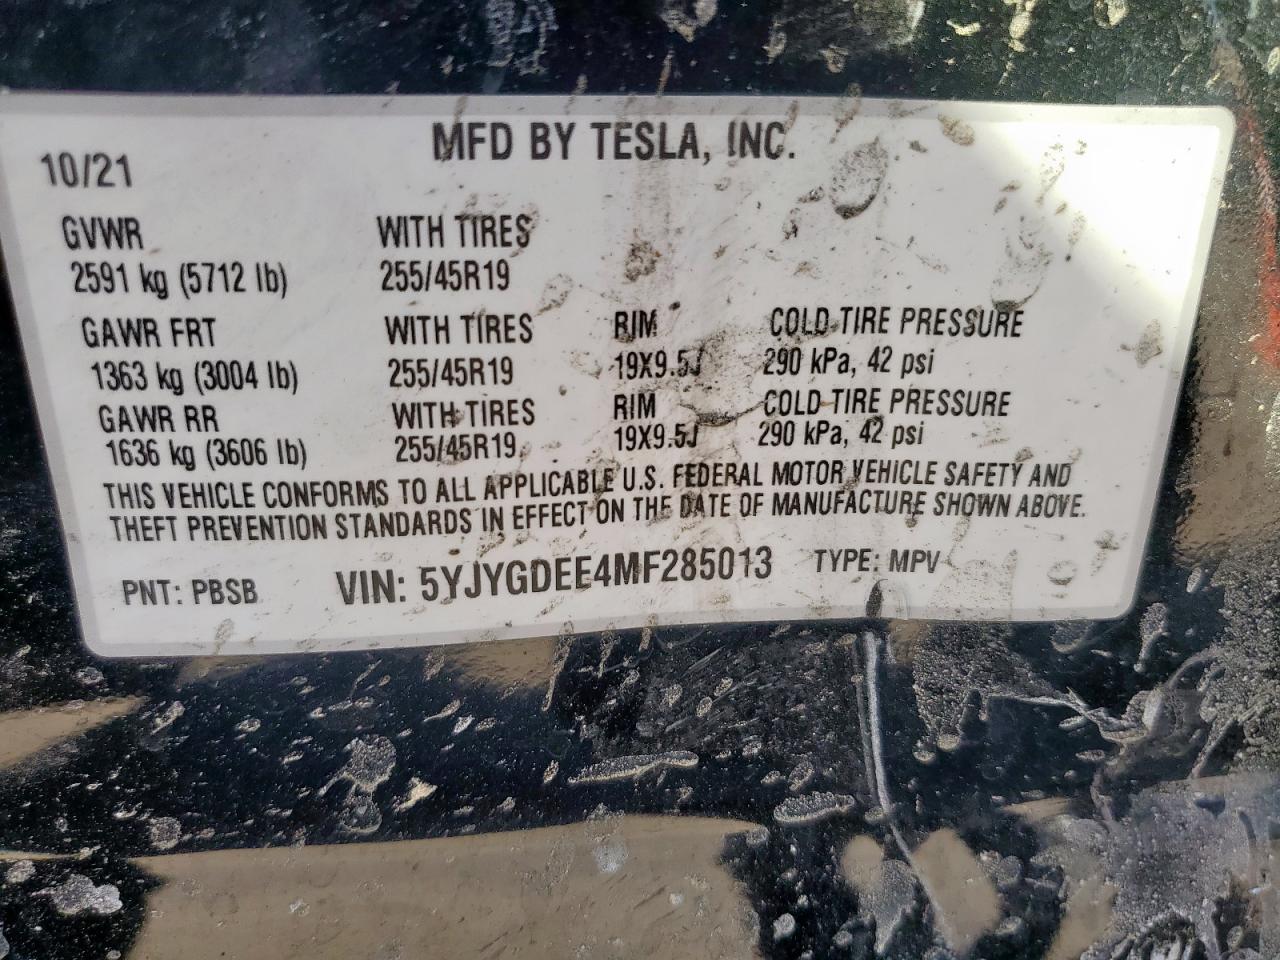 MFD BY TESLA, INC.
10/21
GVWR WITH TIRES
2591 kg (5712 lb) 255/45R19
GAWR FRT WITH TIRES RIM COLD TIRE PRESSURE
1363 kg (3004 lb) 255/45R19 19X9.5J 290 kPa, 42 psi
GAWR RR WITH TIRES RIM COLD TIRE PRESSURE
1636 kg (3606 lb) 255/45R19 19X9.5J 290 kPa, 42 psi
THIS VEHICLE CONFORMS TO ALL APPLICABLE U.S. FEDERAL MOTOR VEHICLE SAFETY AND
THEFT PREVENTION STANDARDS IN EFFECT ON THE DATE OF MANUFACTURE SHOWN ABOVE.
PNT: PBSB VIN: 5YJYGDEE4MF285013 TYPE: MPV